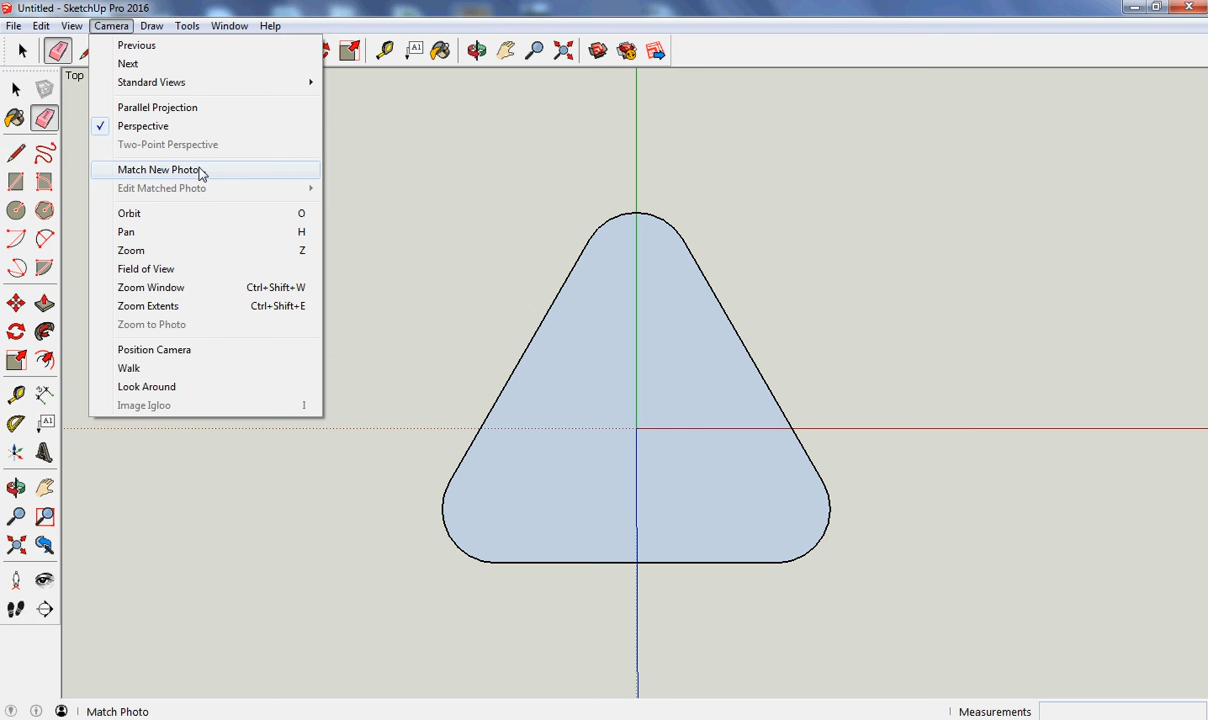 Untitled - SketchUp Pro 2016
File Edit View Camera Draw Tools Window Help
A1
Top
Previous
Next
Standard Views
Parallel Projection
Perspective
Two-Point Perspective
Match New Photo
Edit Matched Photo
Orbit O
Pan H
Zoom Z
Field of View
Zoom Window Ctrl+Shift+W
Zoom Extents Ctrl+Shift+E
Zoom to Photo
Position Camera
Walk
Look Around
Image Igloo I
A1
Match Photo Measurements